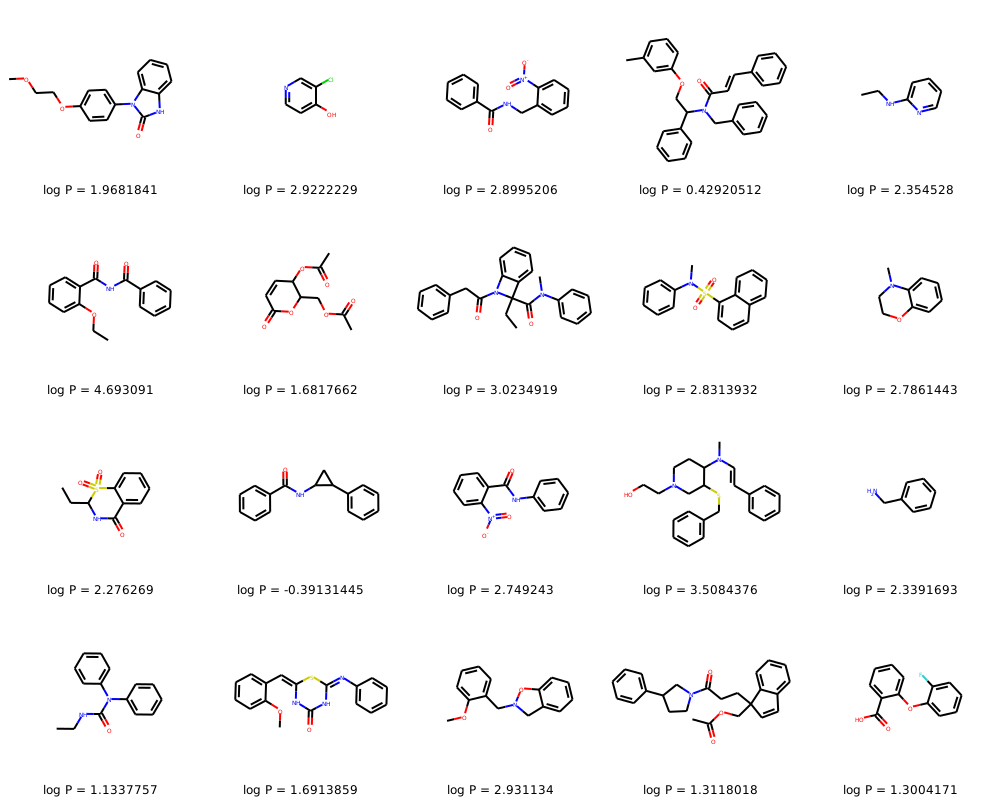 log P = 1.9681841
log P = 2.9222229
log P = 2.8995206
log P = 0.42920512
log P = 2.354528
log P = 4.693091
log P = 1.6817662
log P = 3.0234919
log P = 2.8313932
log P = 2.7861443
log P = 2.276269
log P = -0.39131445
log P = 2.749243
log P = 3.5084376
log P = 2.3391693
log P = 1.1337757
log P = 1.6913859
log P = 2.931134
log P = 1.3118018
log P = 1.3004171